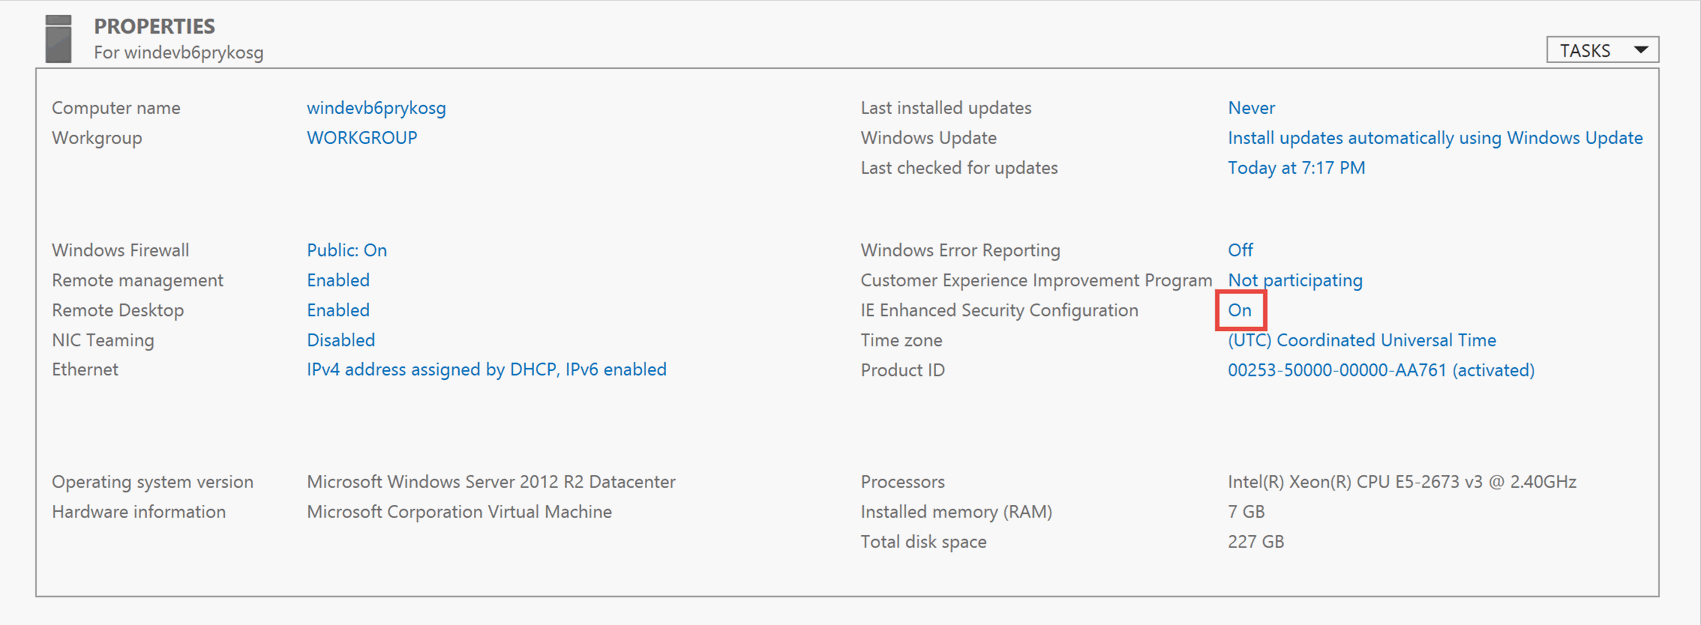 PROPERTIES
For windevb6prykosg
TASKS
Computer name windevb6prykosg
Workgroup WORKGROUP
Last installed updates Never
Windows Update Install updates automatically using Windows Update
Last checked for updates Today at 7:17 PM
Windows Firewall Public: On
Remote management Enabled
Remote Desktop Enabled
NIC Teaming Disabled
Ethernet IPv4 address assigned by DHCP, IPv6 enabled
Windows Error Reporting Off
Customer Experience Improvement Program Not participating
IE Enhanced Security Configuration On
Time zone (UTC) Coordinated Universal Time
Product ID 00253-50000-00000-AA761 (activated)
Operating system version Microsoft Windows Server 2012 R2 Datacenter
Hardware information Microsoft Corporation Virtual Machine
Processors Intel(R) Xeon(R) CPU E5-2673 v3 @ 2.40GHz
Installed memory (RAM) 7 GB
Total disk space 227 GB